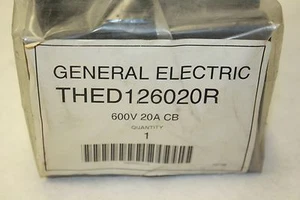 GENERAL ELECTRIC
THED126020R
600V 20A CB
QUANTITY
1